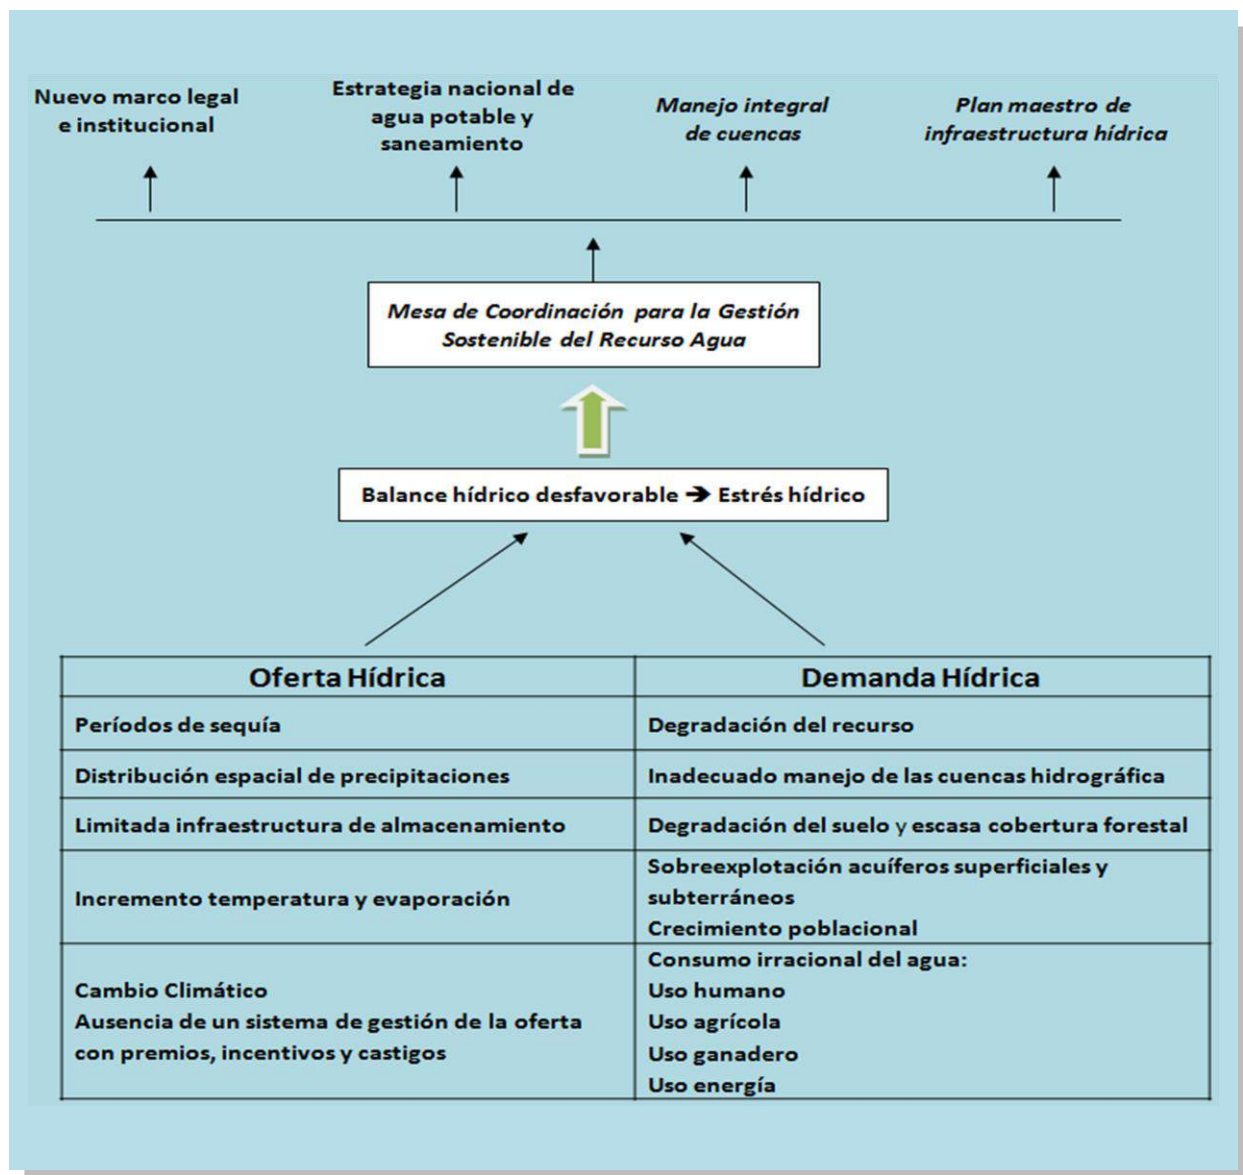 Nuevo marco legal
e institucional
Estrategia nacional de
agua potable y
saneamiento
Manejo integral
de cuencas
Plan maestro de
infraestructura hídrica
Mesa de Coordinación para la Gestión
Sostenible del Recurso Agua
Balance hídrico desfavorable ➔ Estrés hídrico
Oferta Hídrica
Demanda Hídrica
Períodos de sequía
Degradación del recurso
Distribución espacial de precipitaciones
Inadecuado manejo de las cuencas hidrográfica
Limitada infraestructura de almacenamiento
Degradación del suelo y escasa cobertura forestal
Incremento temperatura y evaporación
Sobreexplotación acuíferos superficiales y
subterráneos
Crecimiento poblacional
Cambio Climático
Ausencia de un sistema de gestión de la oferta
con premios, incentivos y castigos
Consumo irracional del agua:
Uso humano
Uso agrícola
Uso ganadero
Uso energía